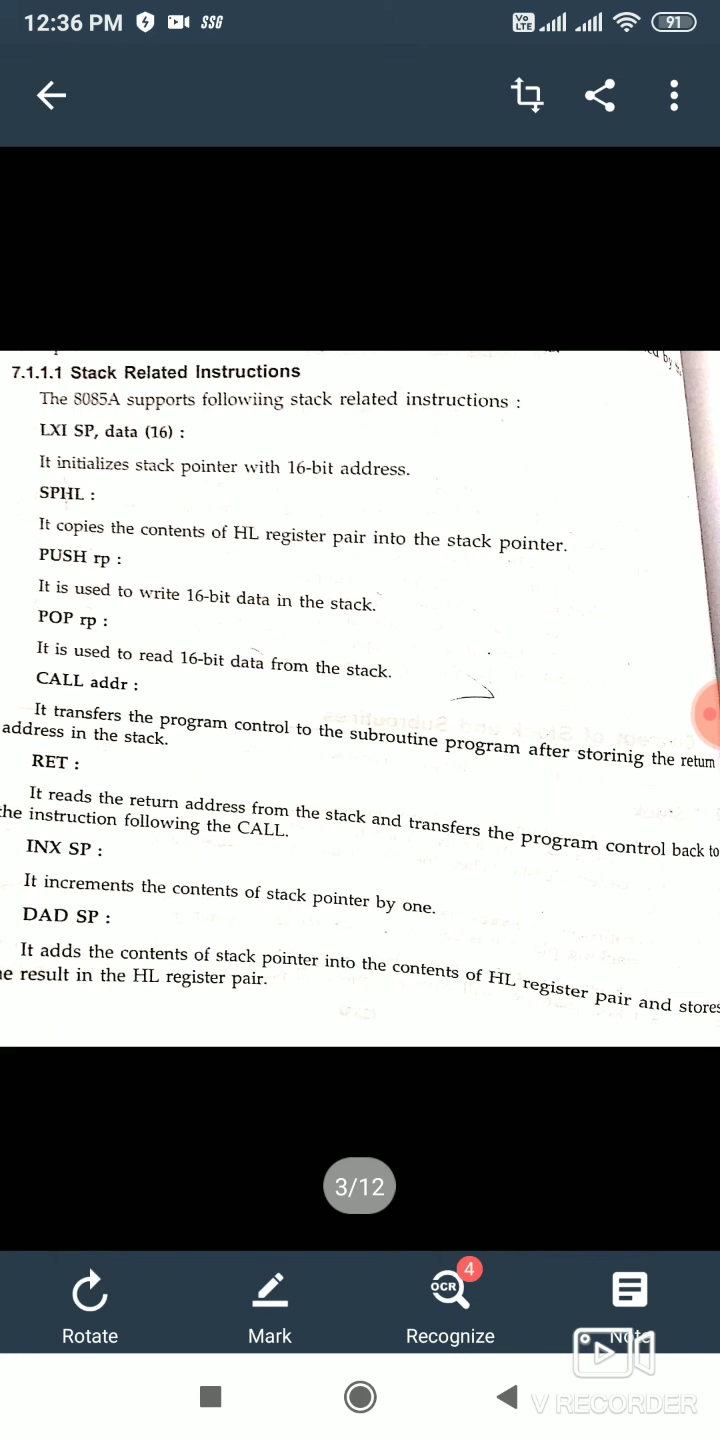 12:36 PM SSG Vo LTE 91
7.1.1.1 Stack Related Instructions
The 8085A supports followiing stack related instructions :
LXI SP, data (16) :
It initializes stack pointer with 16-bit address.
SPHL :
It copies the contents of HL register pair into the stack pointer.
PUSH rp :
It is used to write 16-bit data in the stack.
POP rp :
It is used to read 16-bit data from the stack.
CALL addr :
It transfers the program control to the subroutine program after storinig the return
address in the stack.
RET :
It reads the return address from the stack and transfers the program control back to
the instruction following the CALL.
INX SP :
It increments the contents of stack pointer by one.
DAD SP :
It adds the contents of stack pointer into the contents of HL register pair and stores
result in the HL register pair.
3/12
OCR 4
Rotate Mark Recognize Note
V RECORDER